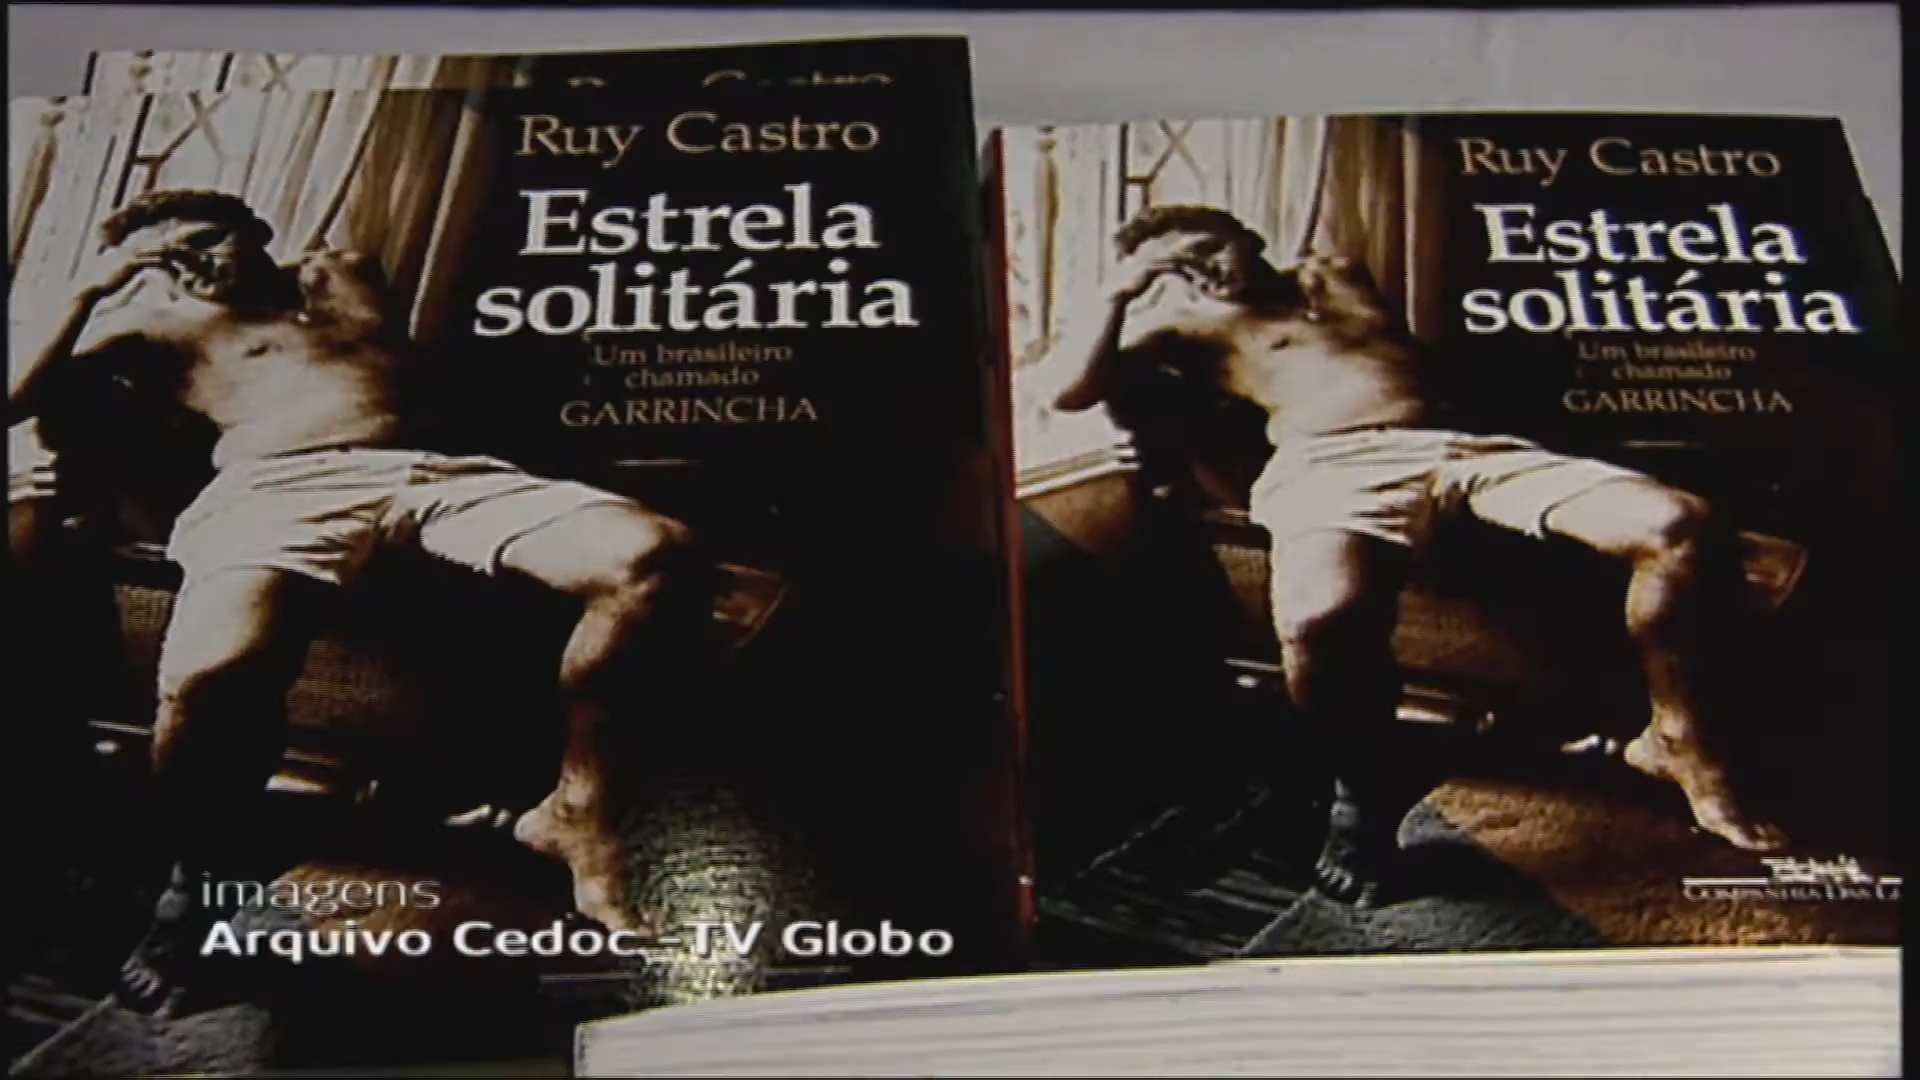 Ruy Castro
Estrela
solitária
Um brasileiro
chamado
GARRINCHA
Ruy Castro
Estrela
solitária
Um brasileiro
chamado
GARRINCHA
imagens
Arquivo Cedoc - TV Globo